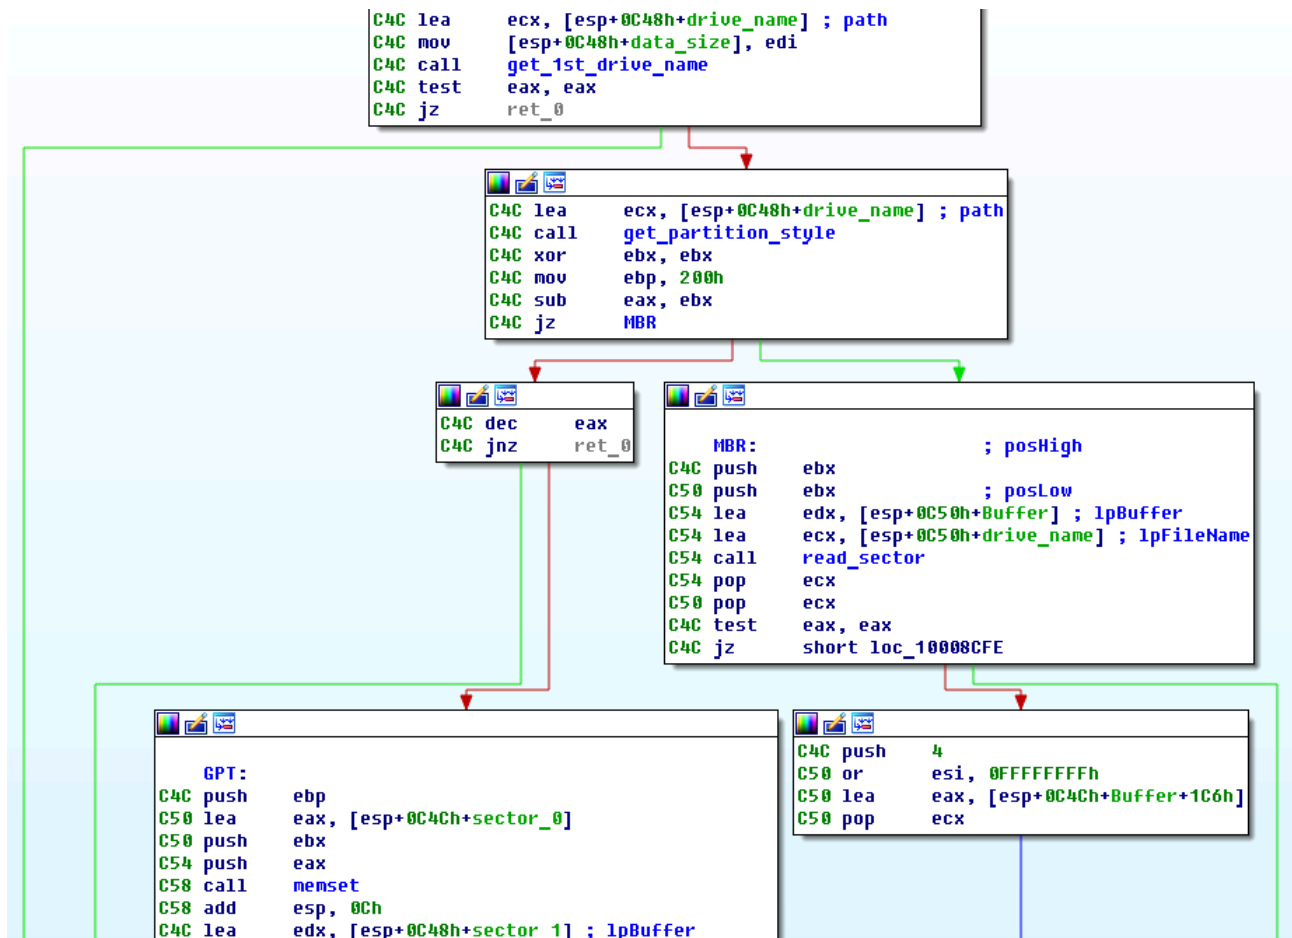 C4C lea ecx, [esp+0C48h+drive_name] ; path
C4C mov [esp+0C48h+data_size], edi
C4C call get_1st_drive_name
C4C test eax, eax
C4C jz ret_0
C4C lea ecx, [esp+0C48h+drive_name] ; path
C4C call get_partition_style
C4C xor ebx, ebx
C4C mov ebp, 200h
C4C sub eax, ebx
C4C jz MBR
C4C dec eax
C4C jnz ret_0
MBR: ; posHigh
C4C push ebx
C50 push ebx ; posLow
C54 lea edx, [esp+0C50h+Buffer] ; lpBuffer
C54 lea ecx, [esp+0C50h+drive_name] ; lpFileName
C54 call read_sector
C54 pop ecx
C50 pop ecx
C4C test eax, eax
C4C jz short loc_10008CFE
GPT:
C4C push ebp
C50 lea eax, [esp+0C4Ch+sector_0]
C50 push ebx
C54 push eax
C58 call memset
C58 add esp, 0Ch
C4C lea edx, [esp+0C48h+sector_1] ; lpBuffer
C4C push 4
C50 or esi, 0FFFFFFFFh
C50 lea eax, [esp+0C4Ch+Buffer+1C6h]
C50 pop ecx